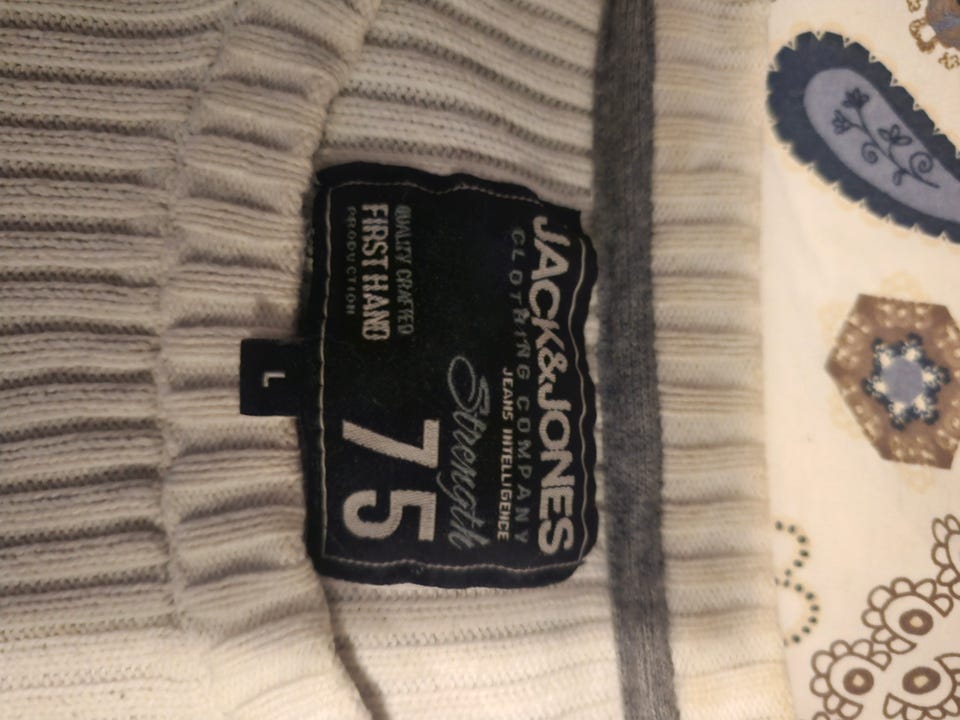 JACK&JONES
CLOTHING COMPANY
JEANS INTELLIGENCE
Strength
75
QUALITY CRAFTED
FIRST HAND
PRODUCTION
L